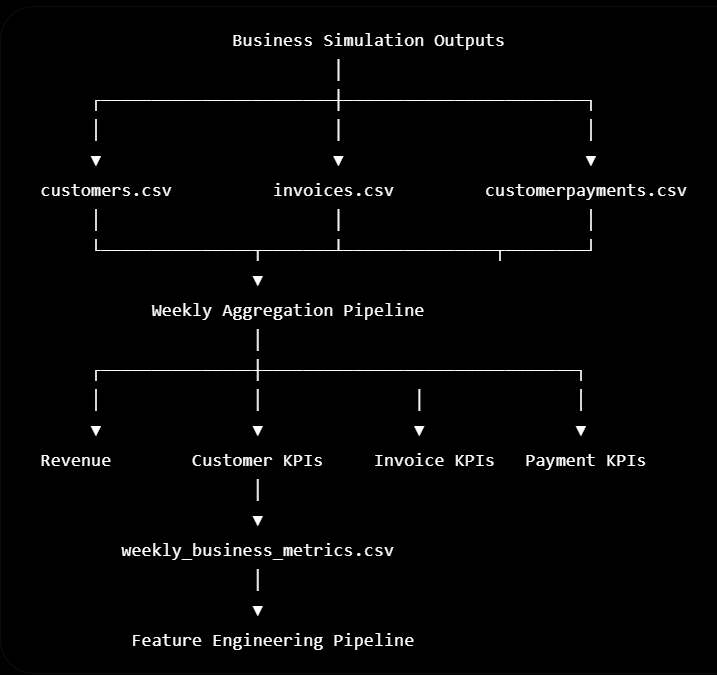 Business Simulation Outputs
customers.csv invoices.csv customerpayments.csv
Weekly Aggregation Pipeline
Revenue Customer KPIs Invoice KPIs Payment KPIs
weekly_business_metrics.csv
Feature Engineering Pipeline